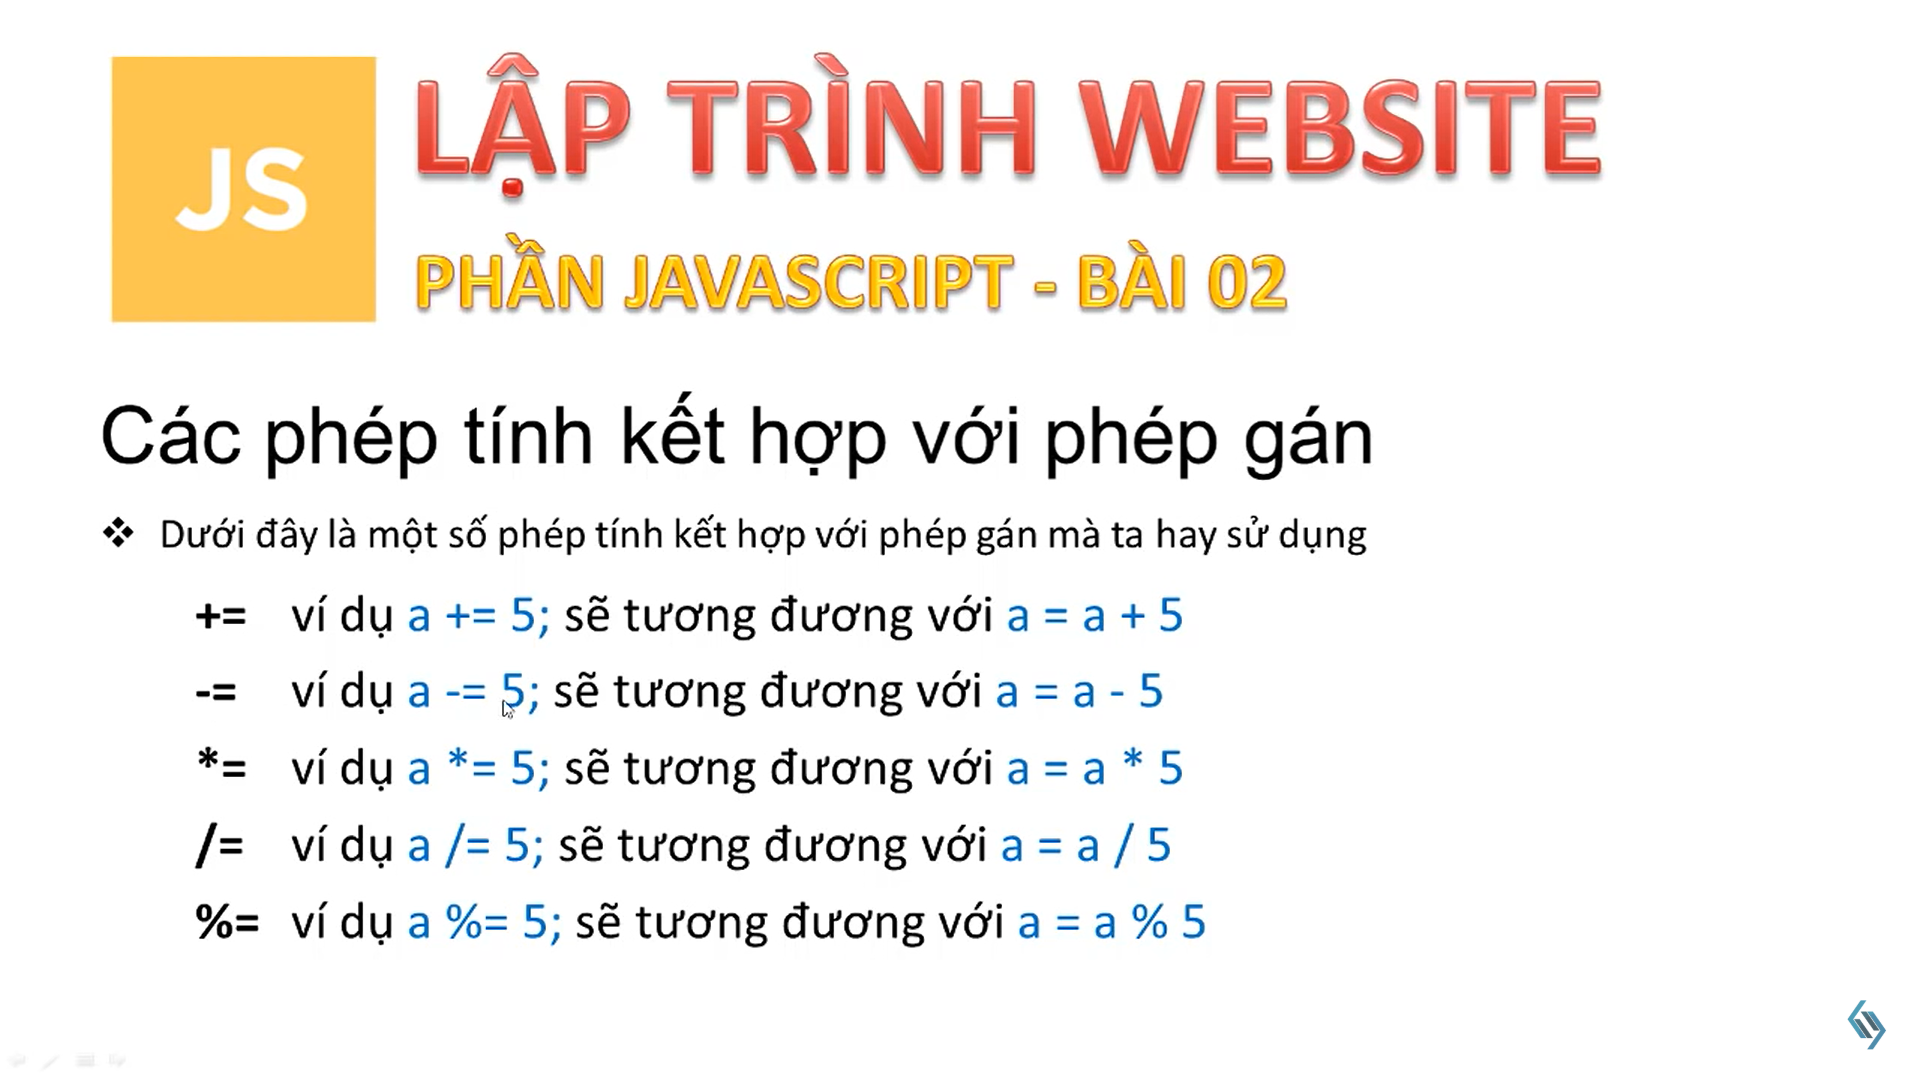 JS
LẬP TRÌNH WEBSITE
PHẦN JAVASCRIPT - BÀI 02
Các phép tính kết hợp với phép gán
❖ Dưới đây là một số phép tính kết hợp với phép gán mà ta hay sử dụng
+= ví dụ a += 5; sẽ tương đương với a = a + 5
-= ví dụ a -= 5; sẽ tương đương với a = a - 5
*= ví dụ a *= 5; sẽ tương đương với a = a * 5
/= ví dụ a /= 5; sẽ tương đương với a = a / 5
%= ví dụ a %= 5; sẽ tương đương với a = a % 5